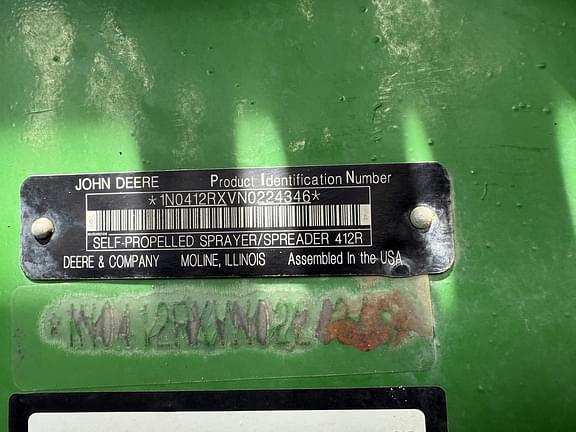 JOHN DEERE Product Identification Number
*1N0412RXVN0224346*
SELF-PROPELLED SPRAYER/SPREADER 412R
DEERE & COMPANY MOLINE, ILLINOIS Assembled In the USA
*1N0412RXVN022